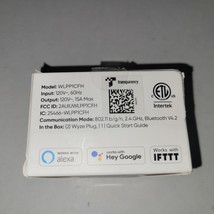 Model: WLPP1CFH
Input: 120V~, 60Hz
Output: 120V~, 15A Max
FCC ID: 2AUIUWLPP1CFH
IC: 25466-WLPP1CFH
Communication Mode: 802.11 b/g/n, 2.4 GHz, Bluetooth V4.2
In the Box: (2) Wyze Plug, (1) Quick Start Guide
transparency
ETL
Intertek
WORKS WITH
alexa
works with
Hey Google
WORKS WITH
IFTTT